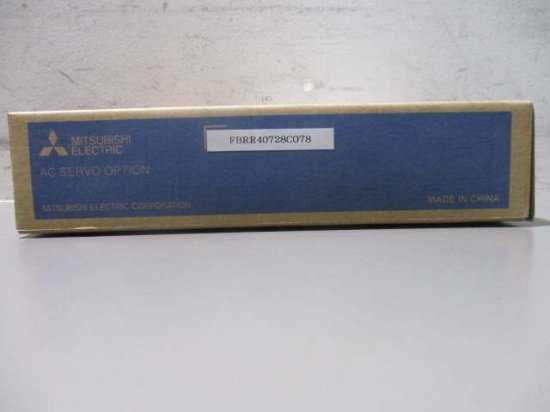 MITSUBISHI
ELECTRIC
FBRR40728C078
AC SERVO OPTION
MITSUBISHI ELECTRIC CORPORATION
MADE IN CHINA